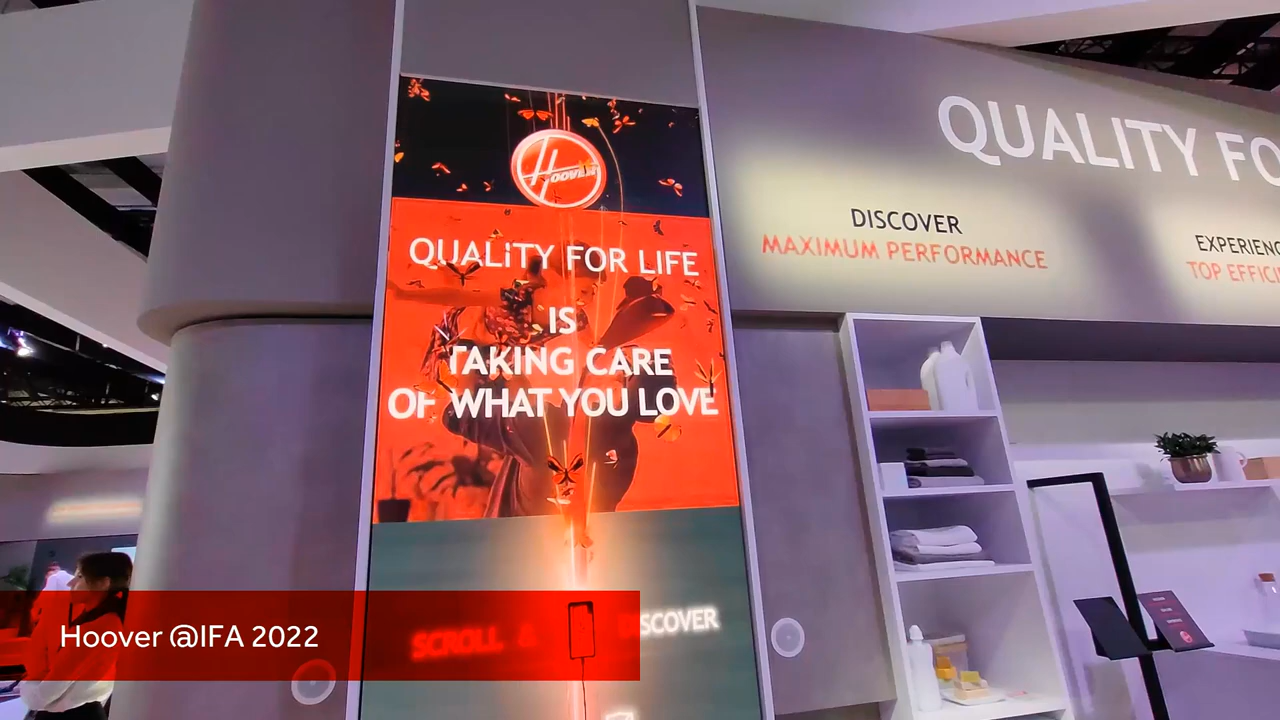 HOOVER
QUALITY FOR LIFE
IS
TAKING CARE
OF WHAT YOU LOVE
SCROLL &
DISCOVER
QUALITY FO
DISCOVER
MAXIMUM PERFORMANCE
EXPERIENC
TOP EFFICI
Hoover @IFA 2022